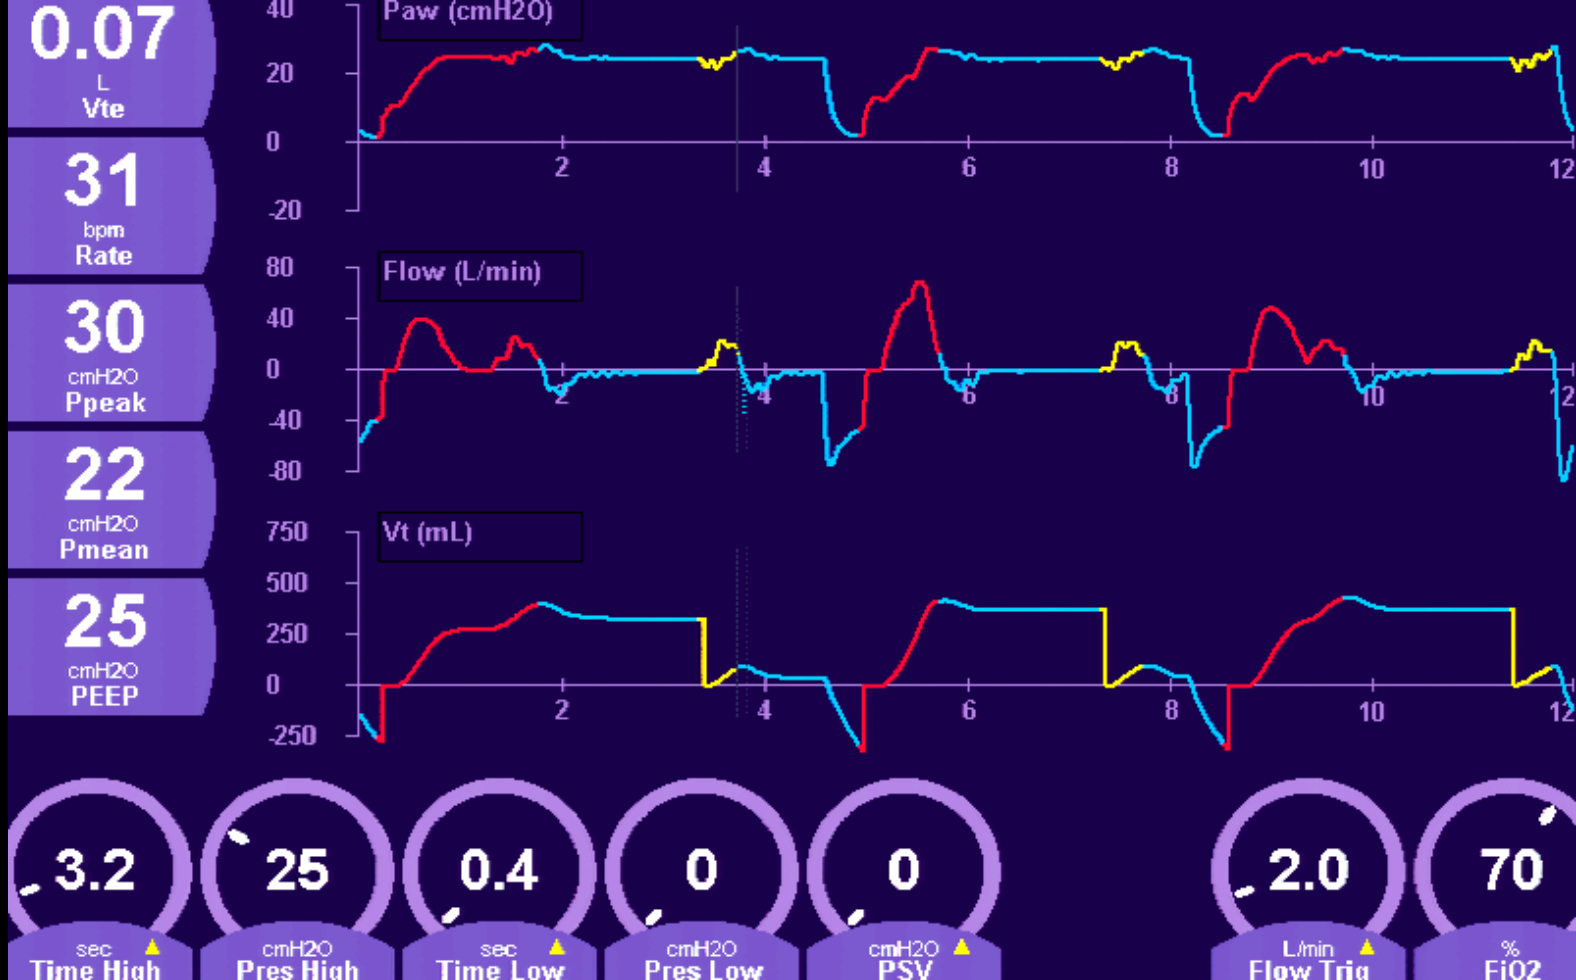 0.07
L
Vte
31
bpm
Rate
30
cmH2O
Ppeak
22
cmH2O
Pmean
25
cmH2O
PEEP
Paw (cmH2O)
40
20
0
-20
2 4 6 8 10 12
Flow (L/min)
80
40
0
-40
-80
2 4 6 8 10 12
Vt (mL)
750
500
250
0
-250
2 4 6 8 10 12
3.2
sec
Time High
25
cmH2O
Pres High
0.4
sec
Time Low
0
cmH2O
Pres Low
0
cmH2O
PSV
2.0
L/min
Flow Trig
70
%
FiO2